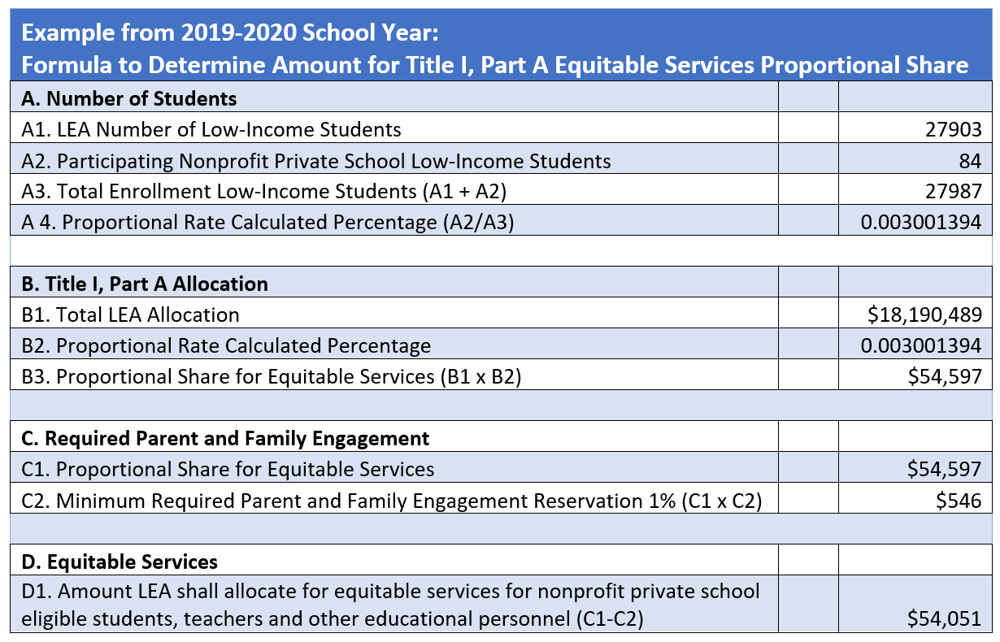 Example from 2019-2020 School Year:
Formula to Determine Amount for Title I, Part A Equitable Services Proportional Share
A. Number of Students
A1. LEA Number of Low-Income Students 27903
A2. Participating Nonprofit Private School Low-Income Students 84
A3. Total Enrollment Low-Income Students (A1 + A2) 27987
A 4. Proportional Rate Calculated Percentage (A2/A3) 0.003001394
B. Title I, Part A Allocation
B1. Total LEA Allocation $18,190,489
B2. Proportional Rate Calculated Percentage 0.003001394
B3. Proportional Share for Equitable Services (B1 x B2) $54,597
C. Required Parent and Family Engagement
C1. Proportional Share for Equitable Services $54,597
C2. Minimum Required Parent and Family Engagement Reservation 1% (C1 x C2) $546
D. Equitable Services
D1. Amount LEA shall allocate for equitable services for nonprofit private school
eligible students, teachers and other educational personnel (C1-C2) $54,051